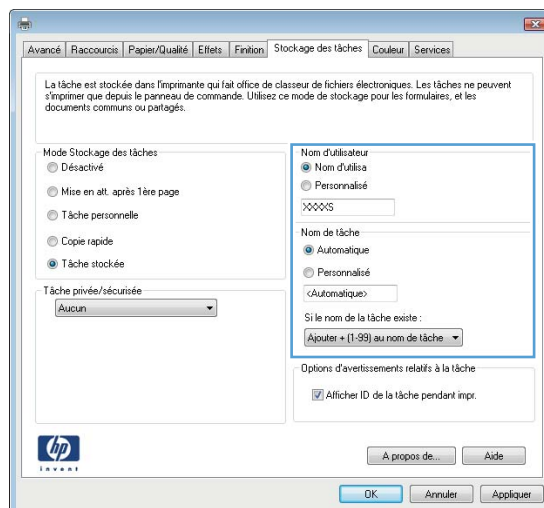 Avancé Raccourcis Papier/Qualité Effets Finition Stockage des tâches Couleur Services
La tâche est stockée dans l'imprimante qui fait office de classeur de fichiers électroniques. Les tâches ne peuvent
s'imprimer que depuis le panneau de commande. Utilisez ce mode de stockage pour les formulaires, et les
documents communs ou partagés.
Mode Stockage des tâches
Désactivé
Mise en att. après 1ère page
Tâche personnelle
Copie rapide
Tâche stockée
Tâche privée/sécurisée
Aucun
Nom d'utilisateur
Nom d'utilisa
Personnalisé
XXXXS
Nom de tâche
Automatique
Personnalisé
<Automatique>
Si le nom de la tâche existe :
Ajouter + (1-99) au nom de tâche
Options d'avertissements relatifs à la tâche
Afficher ID de la tâche pendant impr.
hp
invent
A propos de... Aide
OK Annuler Appliquer